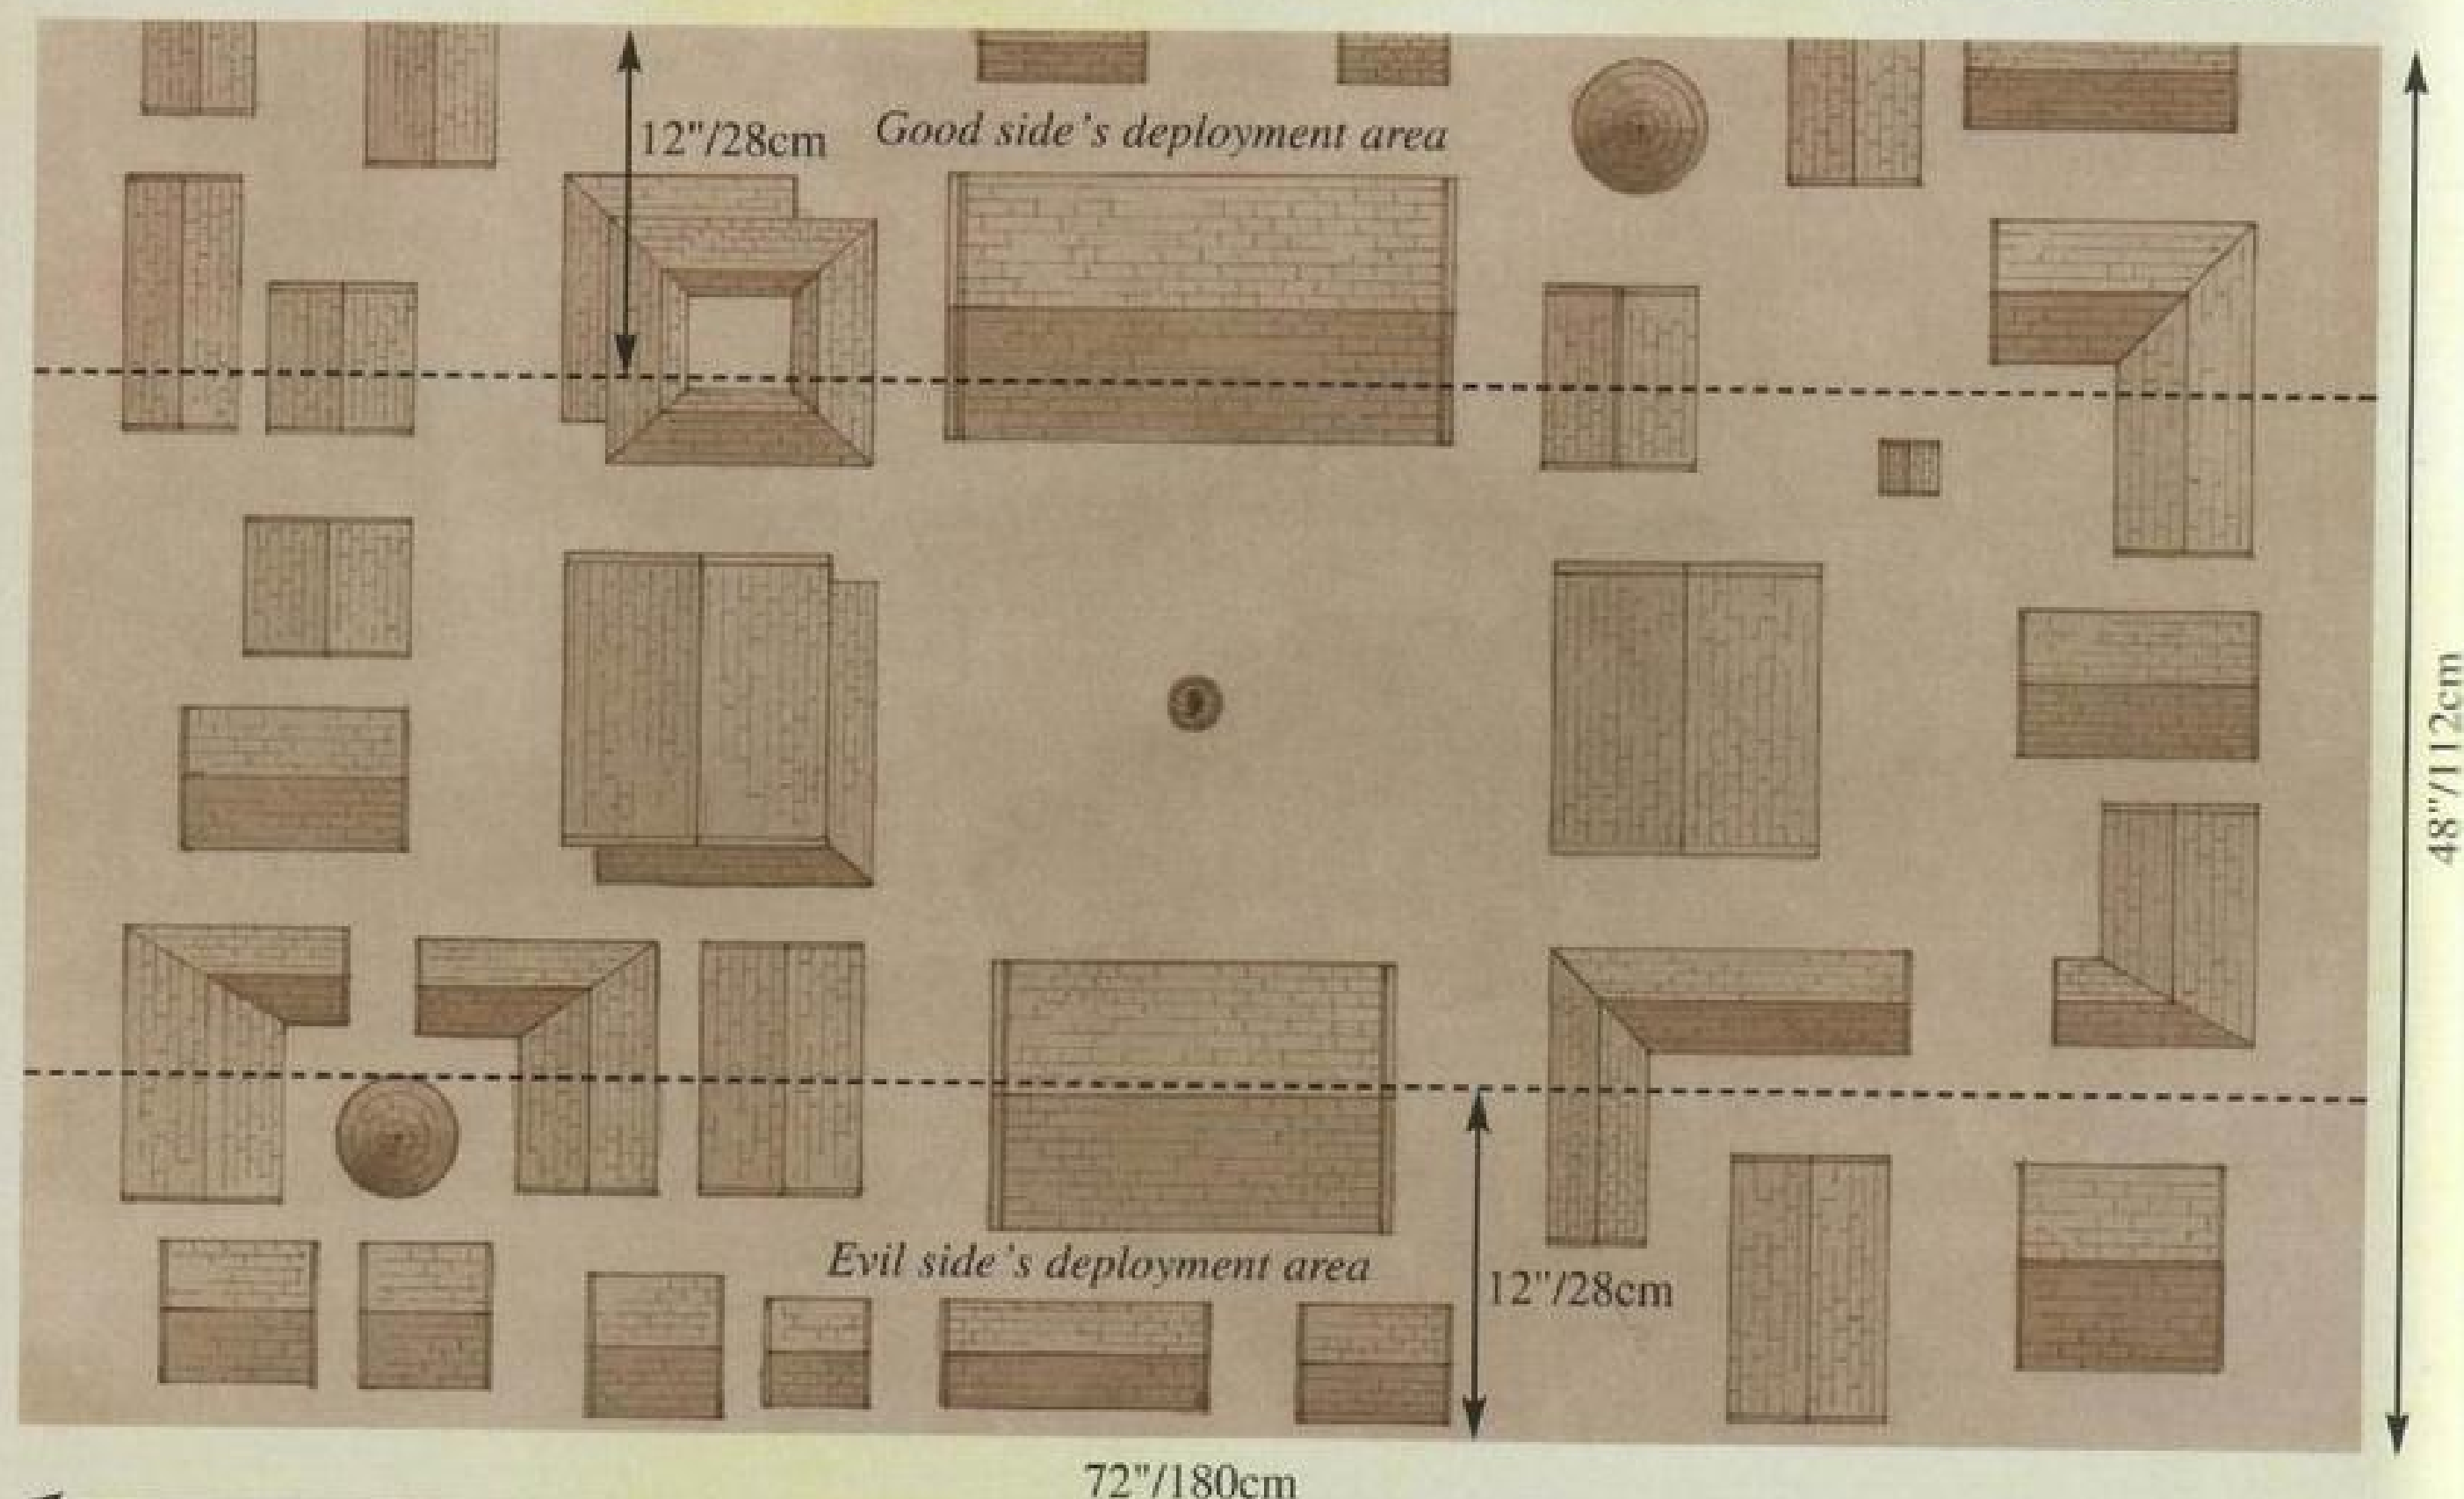 12"/28cm
Good side's deployment area
48"/112cm
Evil side's deployment area
12"/28cm
72"/180cm